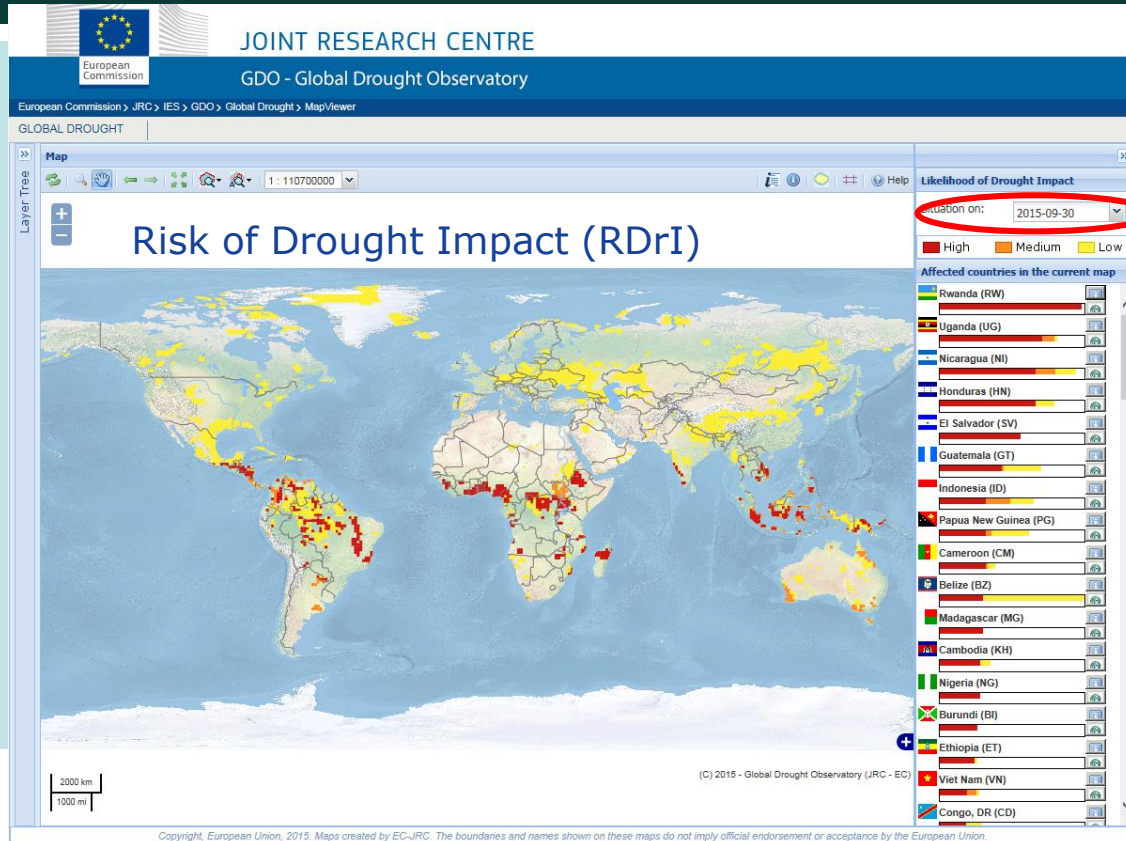 European
Commission
JOINT RESEARCH CENTRE
GDO - Global Drought Observatory
European Commission > JRC > IES > GDO > Global Drought > MapViewer
GLOBAL DROUGHT
Layer Tree
Map
1 : 110700000
Help
Risk of Drought Impact (RDrI)
2000 km
1000 mi
(C) 2015 - Global Drought Observatory (JRC - EC)
Likelihood of Drought Impact
Situation on:
2015-09-30
High Medium Low
Affected countries in the current map
Rwanda (RW)
Uganda (UG)
Nicaragua (NI)
Honduras (HN)
El Salvador (SV)
Guatemala (GT)
Indonesia (ID)
Papua New Guinea (PG)
Cameroon (CM)
Belize (BZ)
Madagascar (MG)
Cambodia (KH)
Nigeria (NG)
Burundi (BI)
Ethiopia (ET)
Viet Nam (VN)
Congo, DR (CD)
Copyright, European Union, 2015. Maps created by EC-JRC. The boundaries and names shown on these maps do not imply official endorsement or acceptance by the European Union.